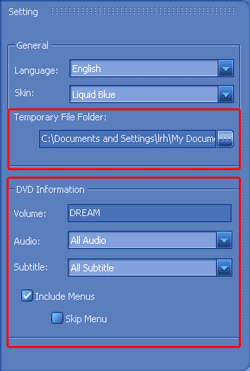 Setting
General
Language: English
Skin: Liquid Blue
Temporary File Folder:
C:\Documents and Settings\lrh\My Docume ...
DVD Information
Volume: DREAM
Audio: All Audio
Subtitle: All Subtitle
Include Menus
Skip Menu